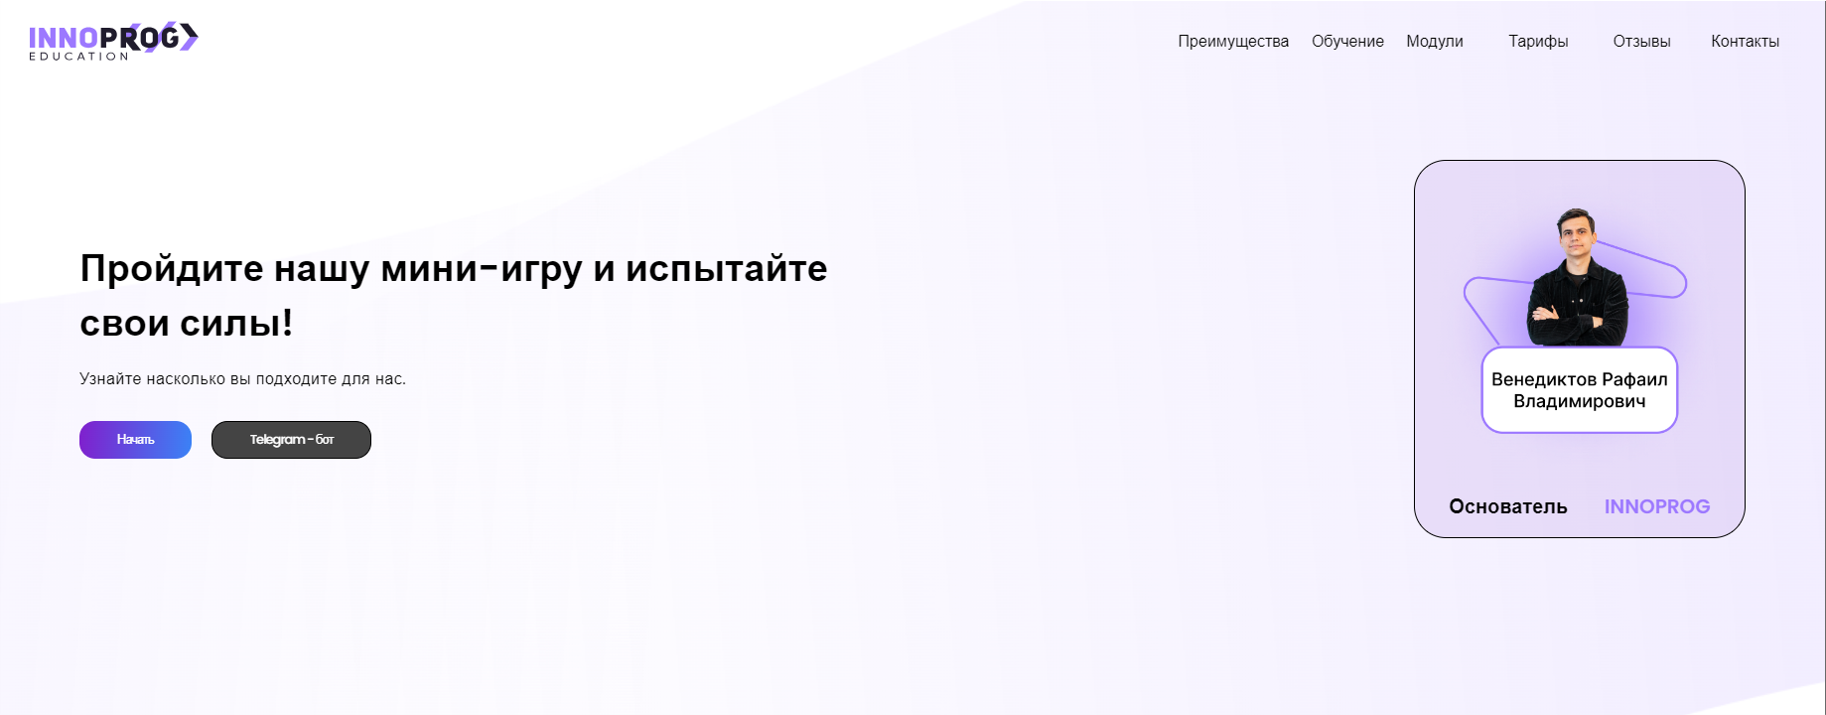 INNOPROG
EDUCATION
Преимущества Обучение Модули Тарифы Отзывы Контакты
Пройдите нашу мини-игру и испытайте
свои силы!
Узнайте насколько вы подходите для нас.
Начать Telegram - бот
Венедиктов Рафаил
Владимирович
Основатель INNOPROG